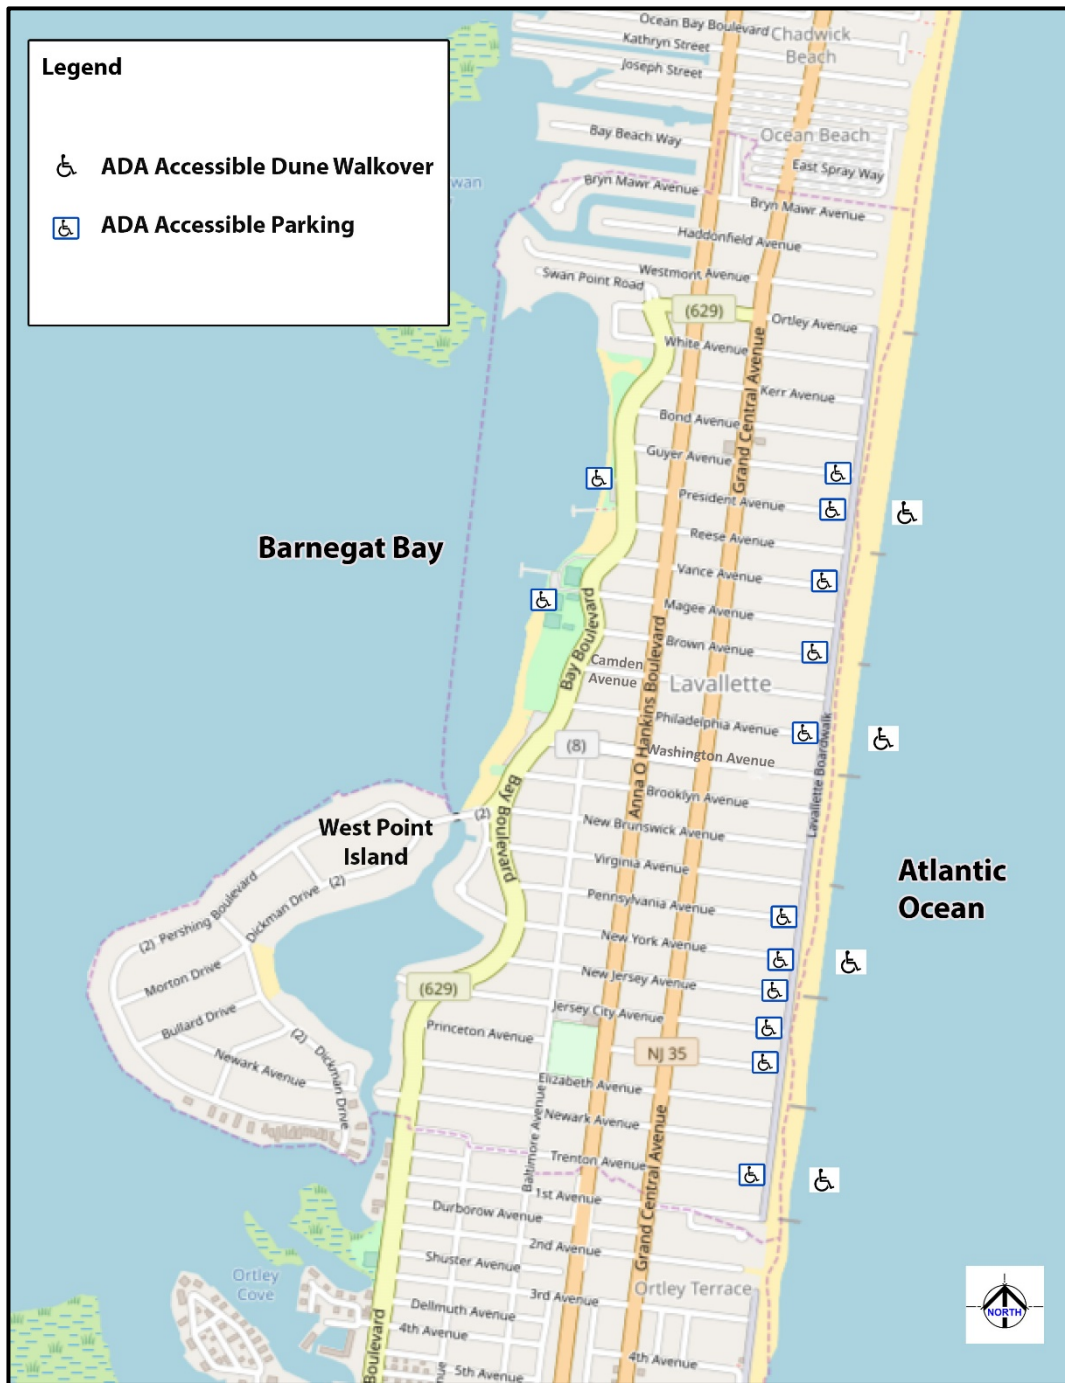 Legend
ADA Accessible Dune Walkover
ADA Accessible Parking
Ocean Bay Boulevard
Kathryn Street
Joseph Street
Chadwick
Beach
Bay Beach Way
Ocean Beach
East Spray Way
Bryn Mawr Avenue
Bryn Mawr Avenue
Haddonfield Avenue
Westmont Avenue
Swan Point Road
(629)
Ortley Avenue
White Avenue
Kerr Avenue
Bond Avenue
Grand Central Avenue
Guyer Avenue
President Avenue
Reese Avenue
Barnegat Bay
Vance Avenue
Magee Avenue
Bay Boulevard
Brown Avenue
Camden
Avenue
Lavallette
Anna O Hankins Boulevard
Philadelphia Avenue
(8)
Washington Avenue
Lavallette Boardwalk
Brooklyn Avenue
Bay Boulevard
(2)
New Brunswick Avenue
West Point
Island
Virginia Avenue
Atlantic
Ocean
(2)
Dickman Drive
Pershing Boulevard
(2)
Pennsylvania Avenue
New York Avenue
Morton Drive
New Jersey Avenue
(629)
Bullard Drive
Jersey City Avenue
Princeton Avenue
(2)
Dickman Drive
Newark Avenue
NJ 35
Elizabeth Avenue
Newark Avenue
Baltimore Avenue
Trenton Avenue
Grand Central Avenue
1st Avenue
Durborow Avenue
2nd Avenue
Shuster Avenue
Ortley
Cove
Ortley Terrace
3rd Avenue
Dellmuth Avenue
4th Avenue
4th Avenue
5th Avenue
Boulevard
NORTH